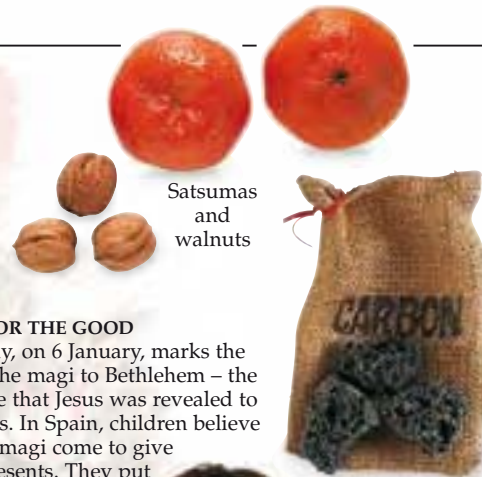 Satsumas
and
walnuts
CARBON
OR THE GOOD
y, on 6 January, marks the
he magi to Bethlehem – the
e that Jesus was revealed to
s. In Spain, children believe
magi come to give
esents. They put